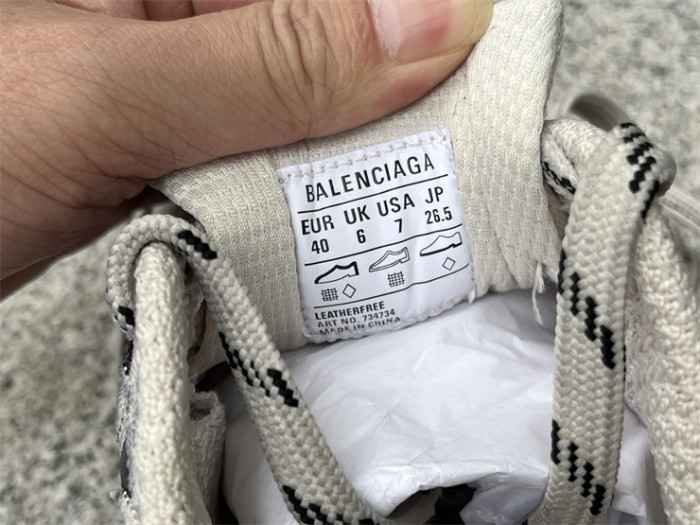 BALENCIAGA
EUR UK USA JP
40 6 7 26.5
LEATHERFREE
ART NO. 734734
MADE IN CHINA